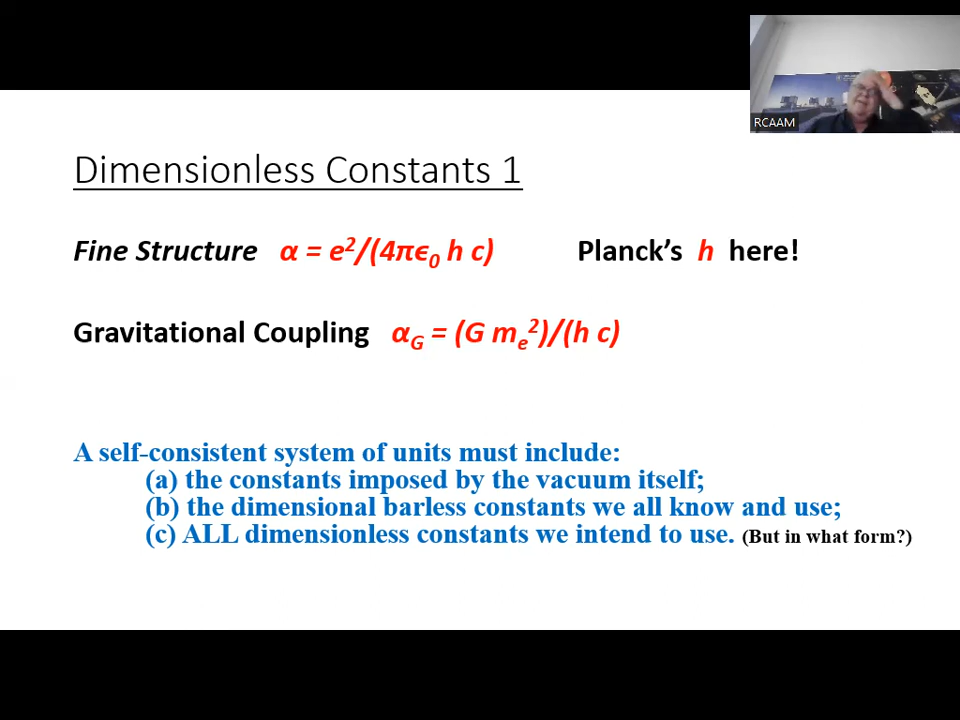 RCAAM
Dimensionless Constants 1
Fine Structure α = e²/(4πϵ₀ h c) Planck’s h here!
Gravitational Coupling α_G = (G mₑ²)/(h c)
A self-consistent system of units must include:
(a) the constants imposed by the vacuum itself;
(b) the dimensional barless constants we all know and use;
(c) ALL dimensionless constants we intend to use. (But in what form?)